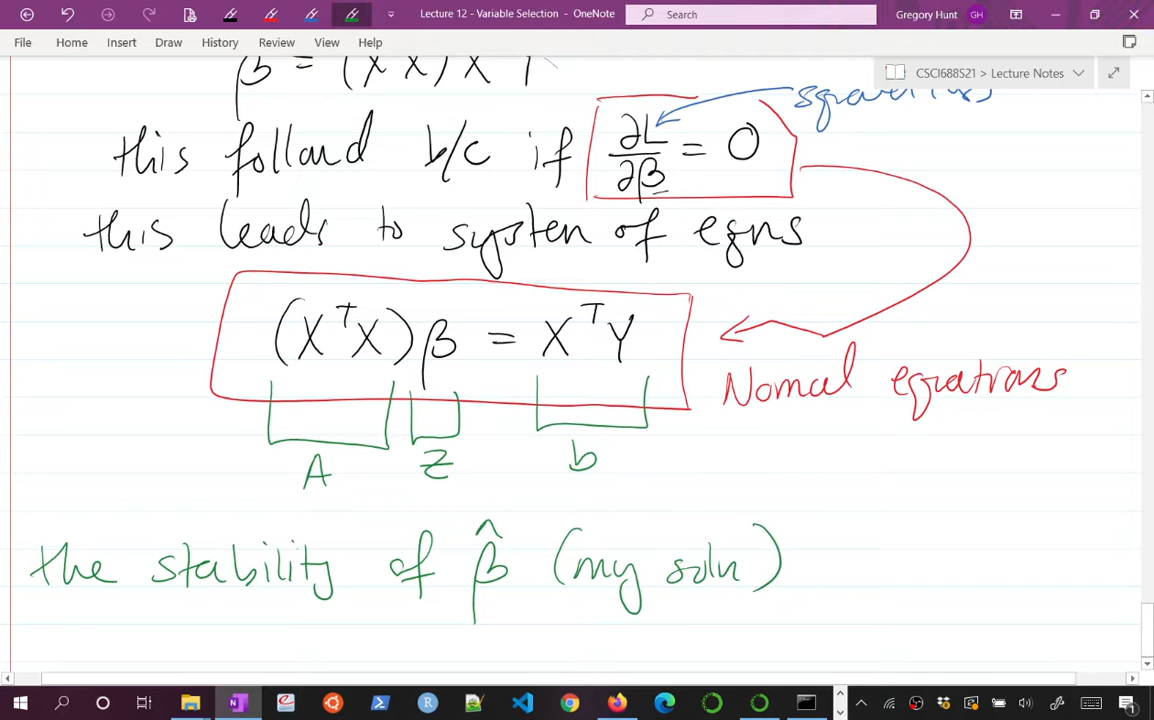 Lecture 12 - Variable Selection - OneNote
Search
Gregory Hunt GH
File Home Insert Draw History Review View Help
CSCI688S21 > Lecture Notes
β = (X X) X
this follows b/c if ∂L/∂β = 0
this leads to system of eqns
(XᵀX)β = XᵀY
Normal equations
A z b
the stability of β̂ (my soln)